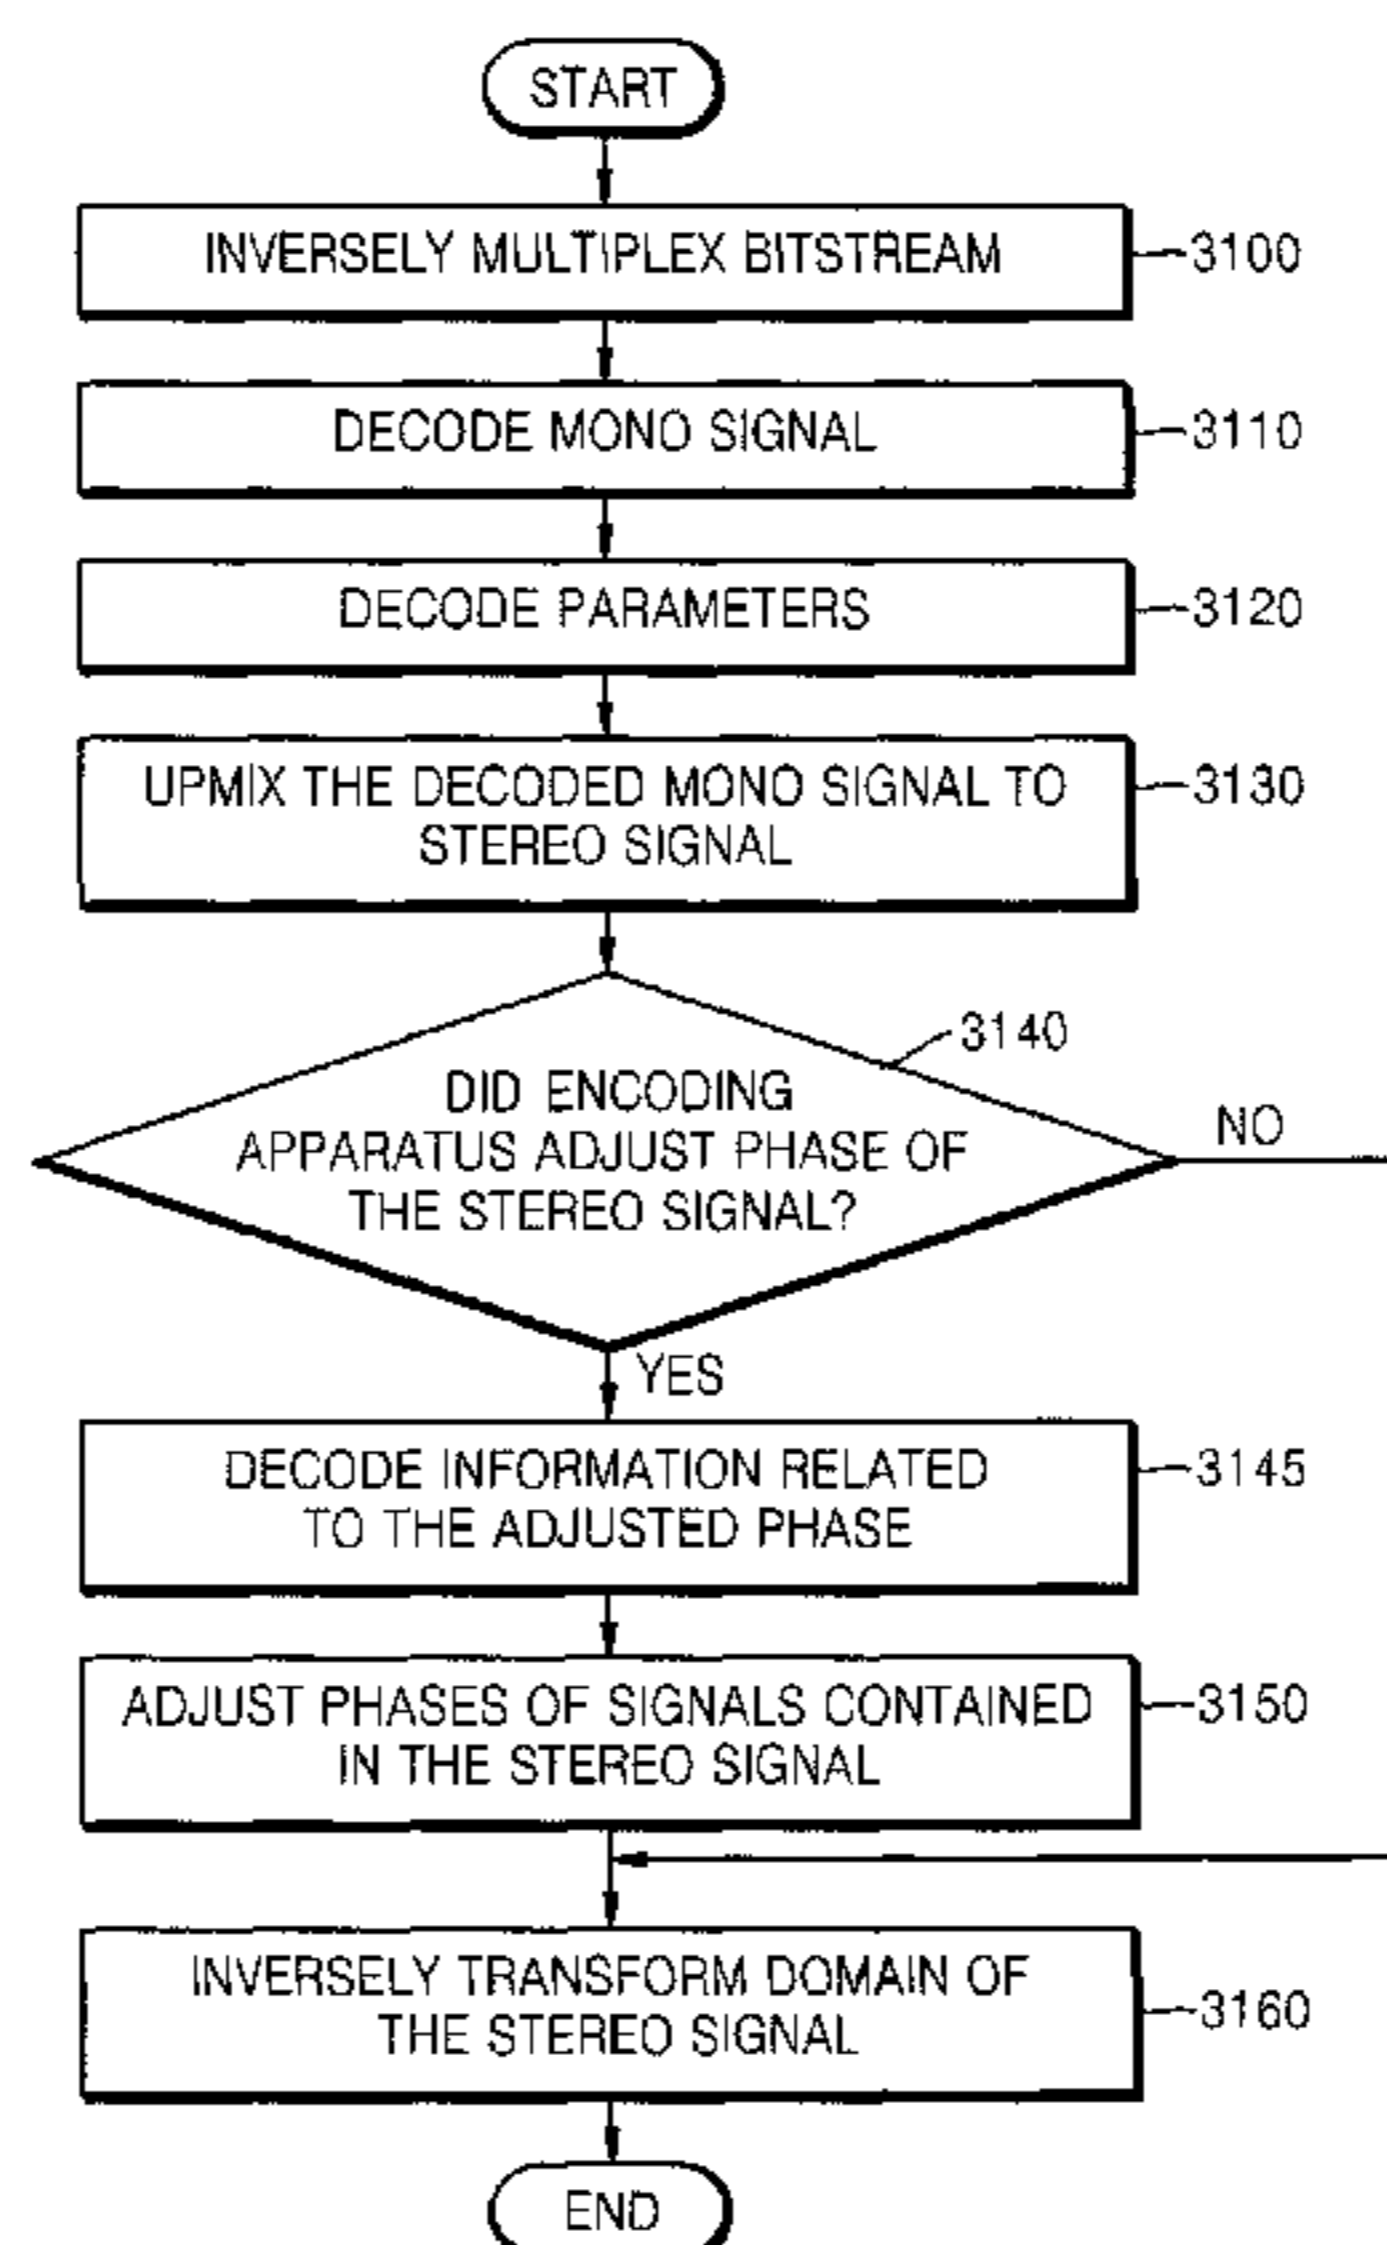 START
INVERSELY MULTIPLEX BITSTREAM
3100
DECODE MONO SIGNAL
3110
DECODE PARAMETERS
3120
UPMIX THE DECODED MONO SIGNAL TO
STEREO SIGNAL
3130
3140
DID ENCODING
APPARATUS ADJUST PHASE OF
THE STEREO SIGNAL?
NO
YES
DECODE INFORMATION RELATED
TO THE ADJUSTED PHASE
3145
ADJUST PHASES OF SIGNALS CONTAINED
IN THE STEREO SIGNAL
3150
INVERSELY TRANSFORM DOMAIN OF
THE STEREO SIGNAL
3160
END